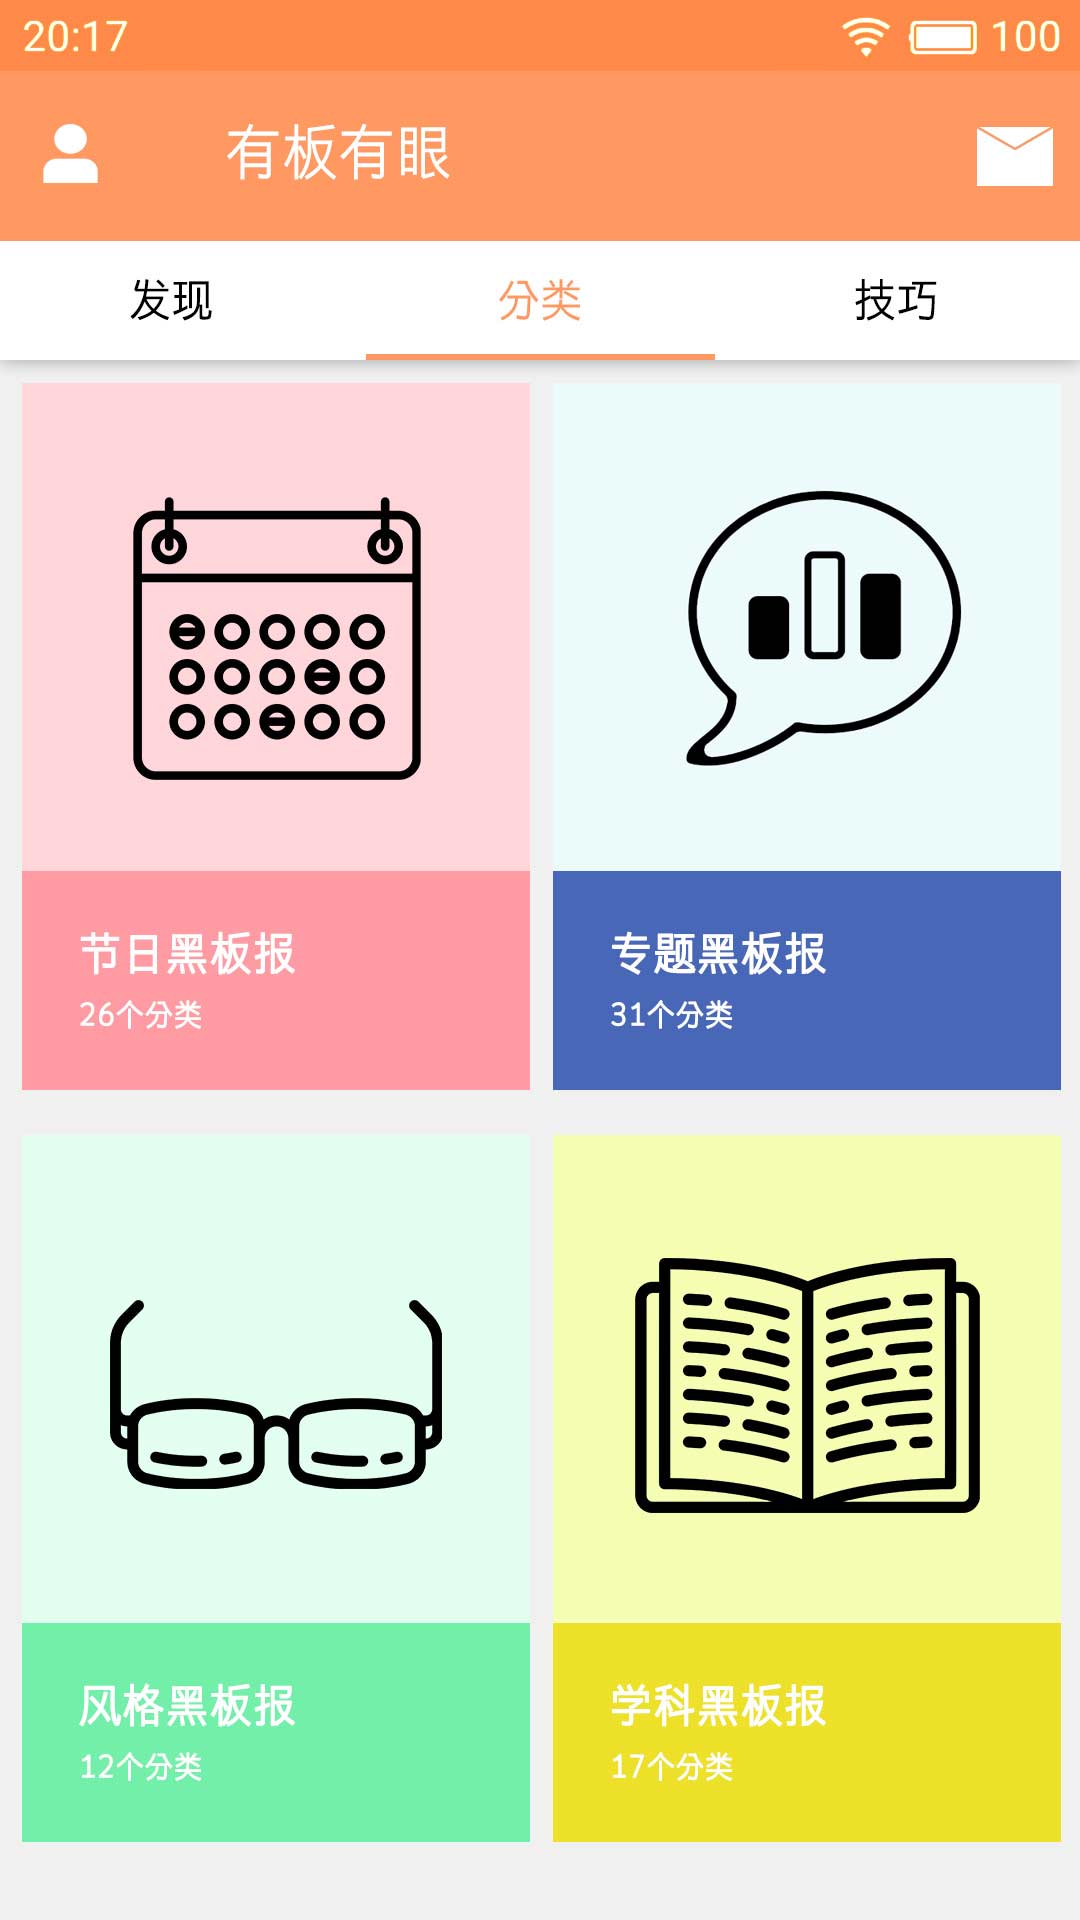 20:17
100
有板有眼
发现
分类
技巧
节日黑板报
26个分类
专题黑板报
31个分类
风格黑板报
12个分类
学科黑板报
17个分类